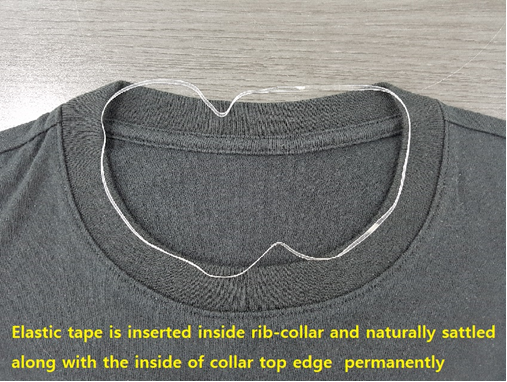 Elastic tape is inserted inside rib-collar and naturally sattled
along with the inside of collar top edge permanently